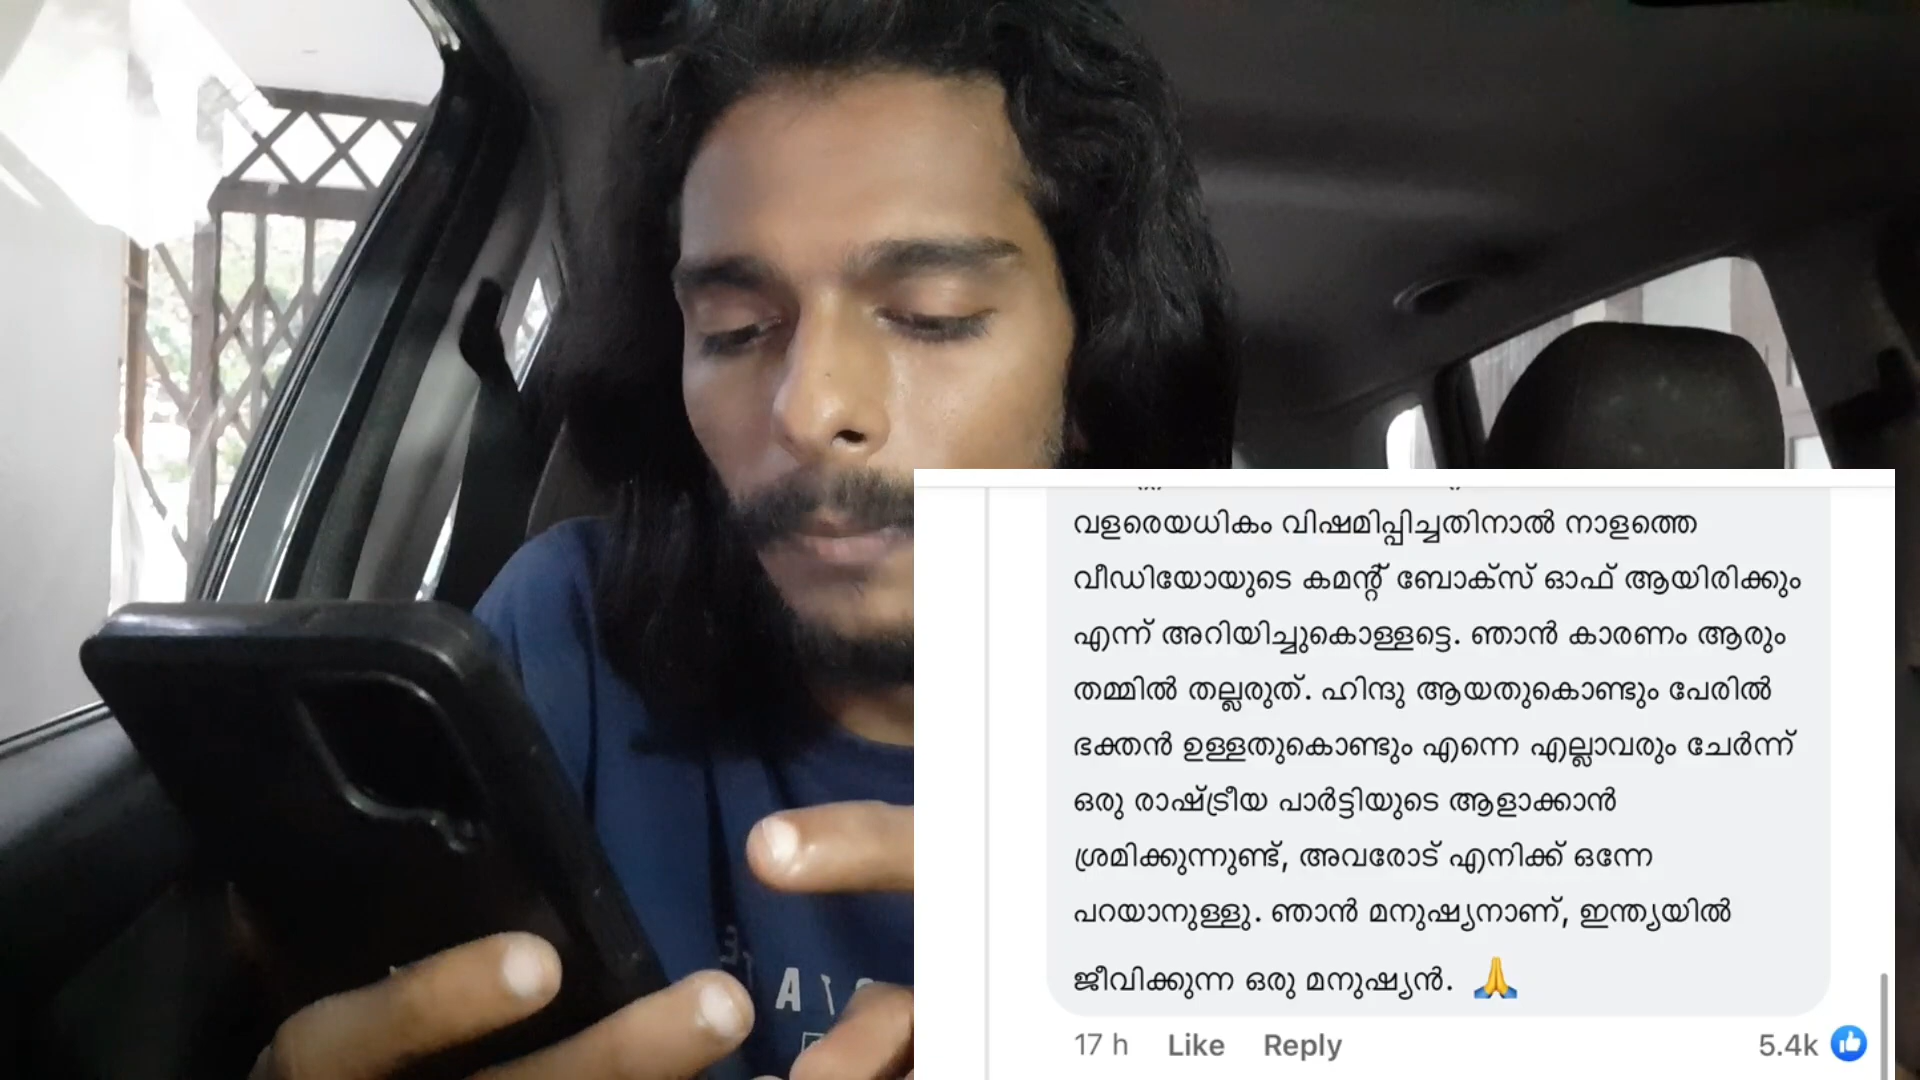 വളരെയധികം വിഷമിപ്പിച്ചതിനാൽ നാളത്തെ
വീഡിയോയുടെ കമന്റ് ബോക്സ് ഓഫ് ആയിരിക്കും
എന്ന് അറിയിച്ചുകൊള്ളട്ടെ. ഞാൻ കാരണം ആരും
തമ്മിൽ തല്ലരുത്. ഹിന്ദു ആയതുകൊണ്ടും പേരിൽ
ഭക്തൻ ഉള്ളതുകൊണ്ടും എന്നെ എല്ലാവരും ചേർന്ന്
ഒരു രാഷ്ട്രീയ പാർട്ടിയുടെ ആളാക്കാൻ
ശ്രമിക്കുന്നുണ്ട്, അവരോട് എനിക്ക് ഒന്നേ
പറയാനുള്ളു. ഞാൻ മനുഷ്യനാണ്, ഇന്ത്യയിൽ
ജീവിക്കുന്ന ഒരു മനുഷ്യൻ. 🙏
17 h Like Reply 5.4k